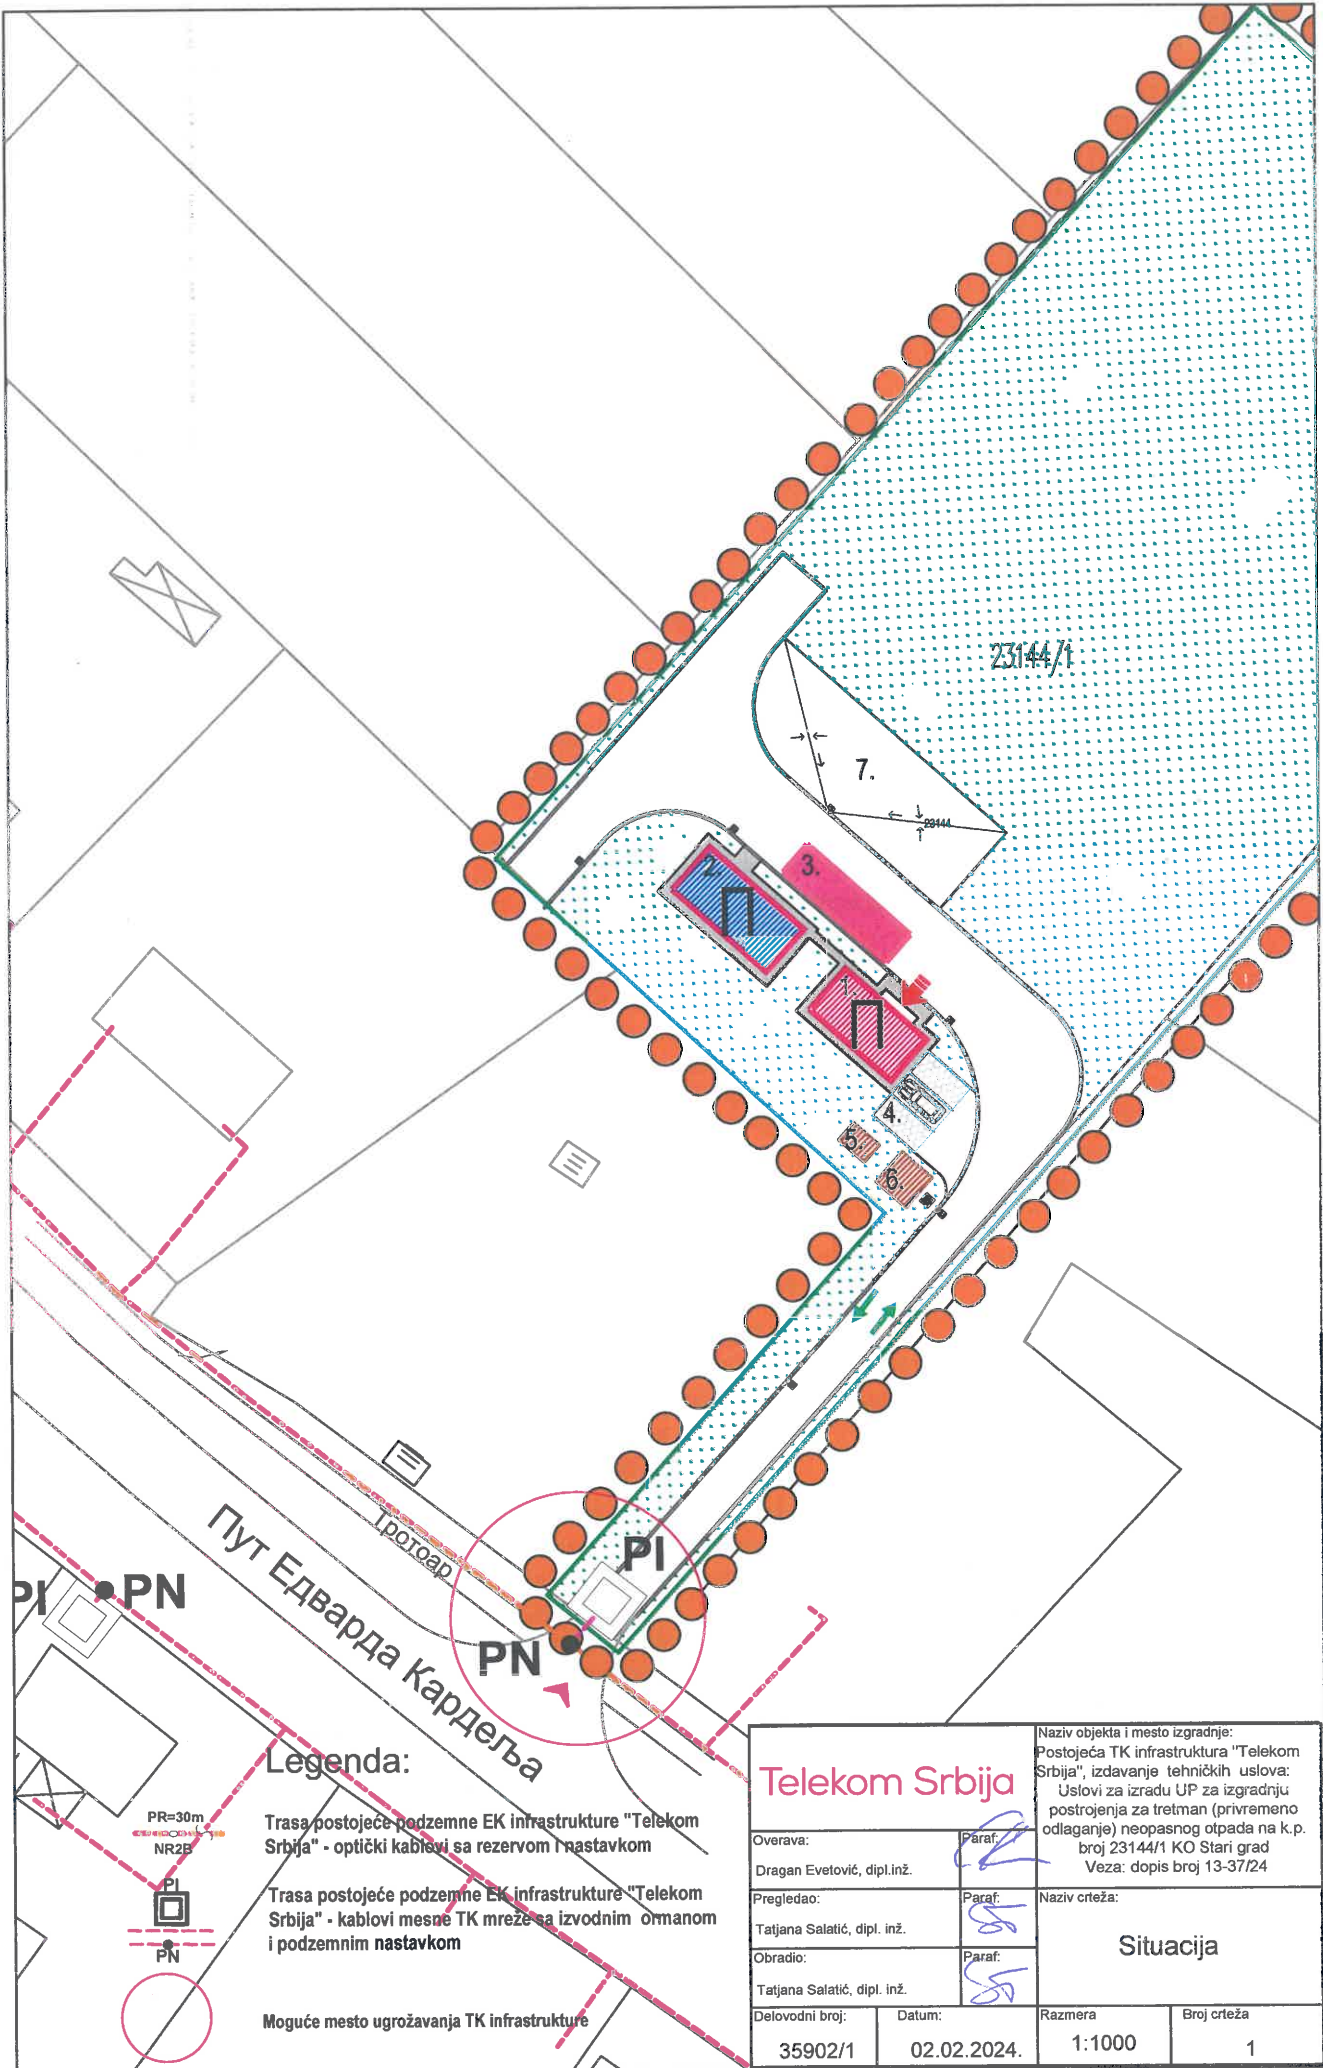 23144/1
7.
23144
2.
3.
1.
4.
5.
6.
Тротоар
Пут Едварда Кардеља
PI
PN
PI
PN
Legenda:
PR=30m
NR2B
Trasa postojeće podzemne EK infrastrukture "Telekom
Srbija" - optički kablovi sa rezervom i nastavkom
PI
PN
Trasa postojeće podzemne EK infrastrukture "Telekom
Srbija" - kablovi mesne TK mreže sa izvodnim ormanom
i podzemnim nastavkom
Moguće mesto ugrožavanja TK infrastrukture
Telekom Srbija
Naziv objekta i mesto izgradnje:
Postojeća TK infrastruktura "Telekom
Srbija", izdavanje tehničkih uslova:
Uslovi za izradu UP za izgradnju
postrojenja za tretman (privremeno
odlaganje) neopasnog otpada na k.p.
broj 23144/1 KO Stari grad
Veza: dopis broj 13-37/24
Overava:
Paraf:
Dragan Evetović, dipl.inž.
Pregledao:
Paraf:
Tatjana Salatić, dipl. inž.
Obradio:
Paraf:
Tatjana Salatić, dipl. inž.
Naziv crteža:
Situacija
Delovodni broj:
35902/1
Datum:
02.02.2024.
Razmera
1:1000
Broj crteža
1